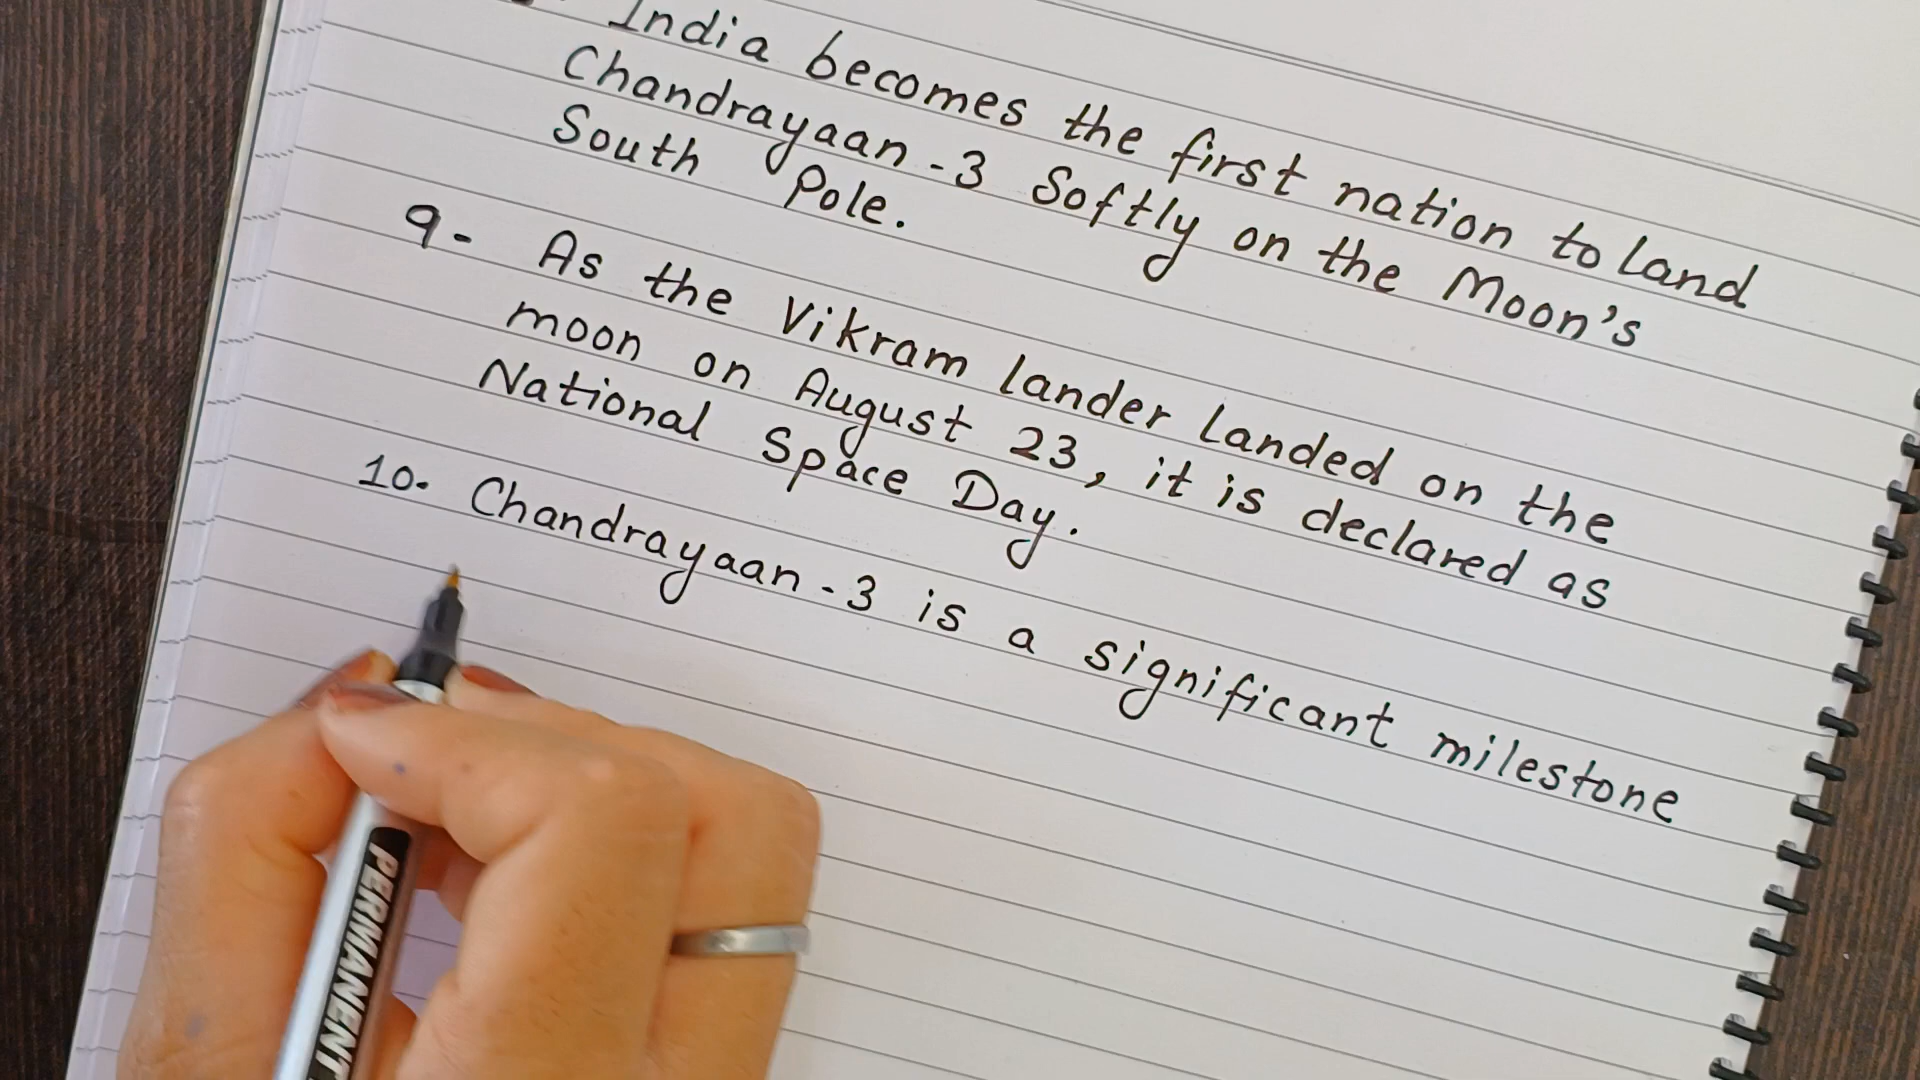 India becomes the first nation to land
Chandrayaan-3 Softly on the Moon's
South Pole.
9- As the Vikram lander landed on the
moon on August 23, it is declared as
National Space Day.
10. Chandrayaan-3 is a significant milestone
PERMANENT